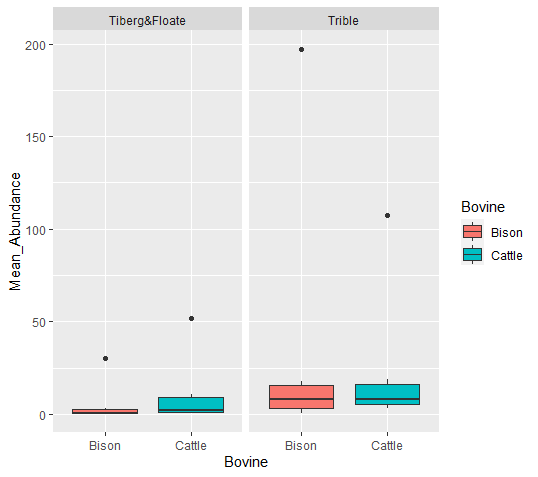 Tiberg&Floate
Trible
200
150
100
50
0
Mean_Abundance
Bison
Cattle
Bison
Cattle
Bovine
Bovine
Bison
Cattle